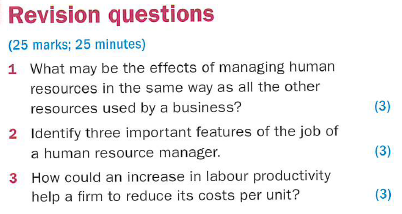 Revision questions
(25 marks; 25 minutes)
1 What may be the effects of managing human
resources in the same way as all the other
resources used by a business? (3)
2 Identify three important features of the job of
a human resource manager. (3)
3 How could an increase in labour productivity
help a firm to reduce its costs per unit? (3)